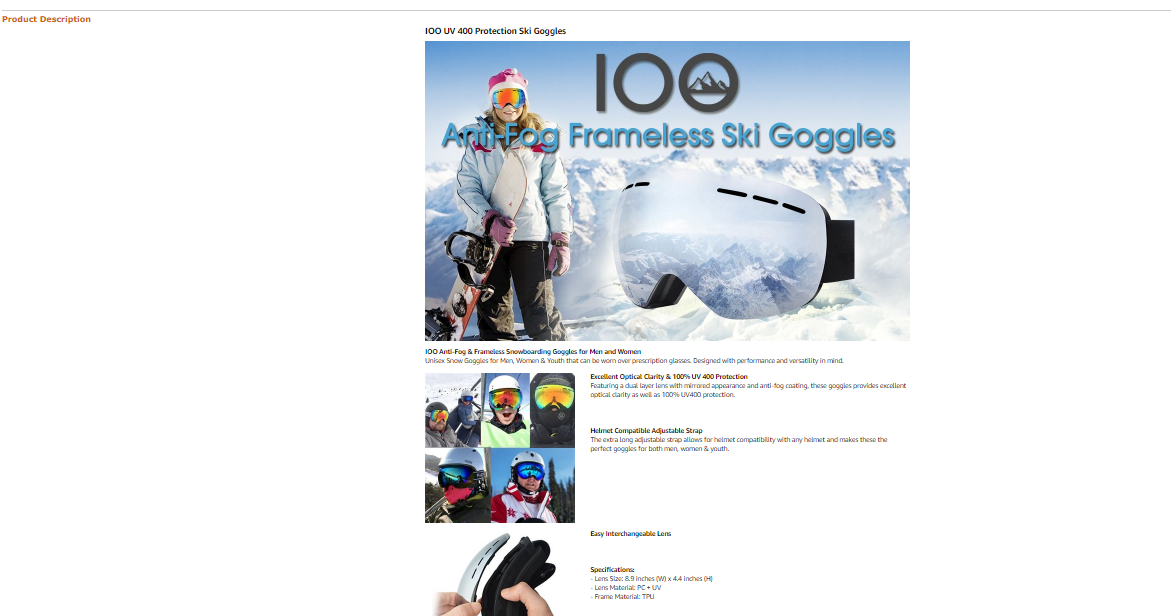 Product Description
IOO UV 400 Protection Ski Goggles
IOO
Anti-Fog Frameless Ski Goggles
IOO Anti-Fog & Frameless Snowboarding Goggles for Men and Women
Unisex Snow Goggles for Men, Women & Youth that can be worn over prescription glasses. Designed with performance and versatility in mind.
Excellent Optical Clarity & 100% UV 400 Protection
Featuring a dual layer lens with mirrored appearance and anti-fog coating, these goggles provides excellent
optical clarity as well as 100% UV400 protection.
Helmet Compatible Adjustable Strap
The extra long adjustable strap allows for helmet compatibility with any helmet and makes these the
perfect goggles for both men, women & youth.
Easy Interchangeable Lens
Specifications:
- Lens Size: 8.9 inches (W) x 4.4 inches (H)
- Lens Material: PC + UV
- Frame Material: TPU